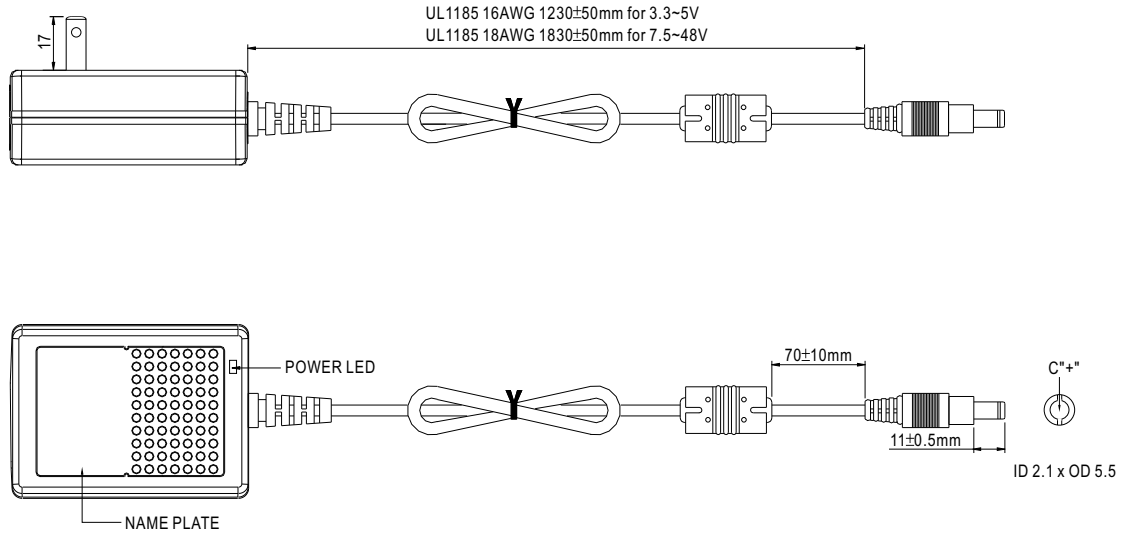 UL1185 16AWG 1230±50mm for 3.3~5V
UL1185 18AWG 1830±50mm for 7.5~48V
17
70±10mm
POWER LED
C"+"
11±0.5mm
ID 2.1 x OD 5.5
NAME PLATE